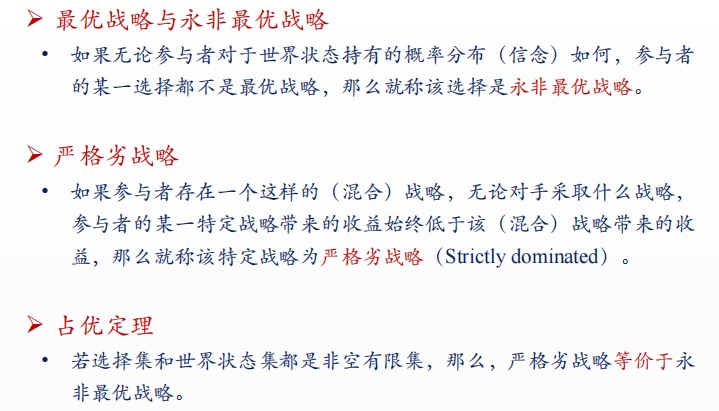 ➢ 最优战略与永非最优战略
• 如果无论参与者对于世界状态持有的概率分布（信念）如何，参与者
的某一选择都不是最优战略，那么就称该选择是永非最优战略。
➢ 严格劣战略
• 如果参与者存在一个这样的（混合）战略，无论对手采取什么战略，
参与者的某一特定战略带来的收益始终低于该（混合）战略带来的收
益，那么就称该特定战略为严格劣战略（Strictly dominated）。
➢ 占优定理
• 若选择集和世界状态集都是非空有限集，那么，严格劣战略等价于永
非最优战略。